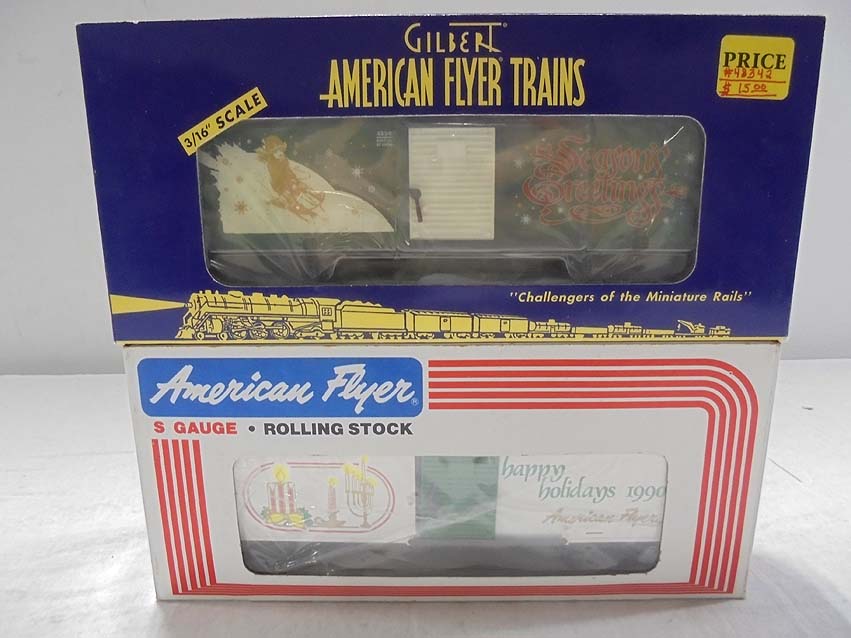 GILBERT
AMERICAN FLYER TRAINS
PRICE
#48342
$ 15.00
3/16" SCALE
Season's
Greetings
"Challengers of the Miniature Rails"
American Flyer®
S GAUGE • ROLLING STOCK
happy
holidays 1990
American Flyer